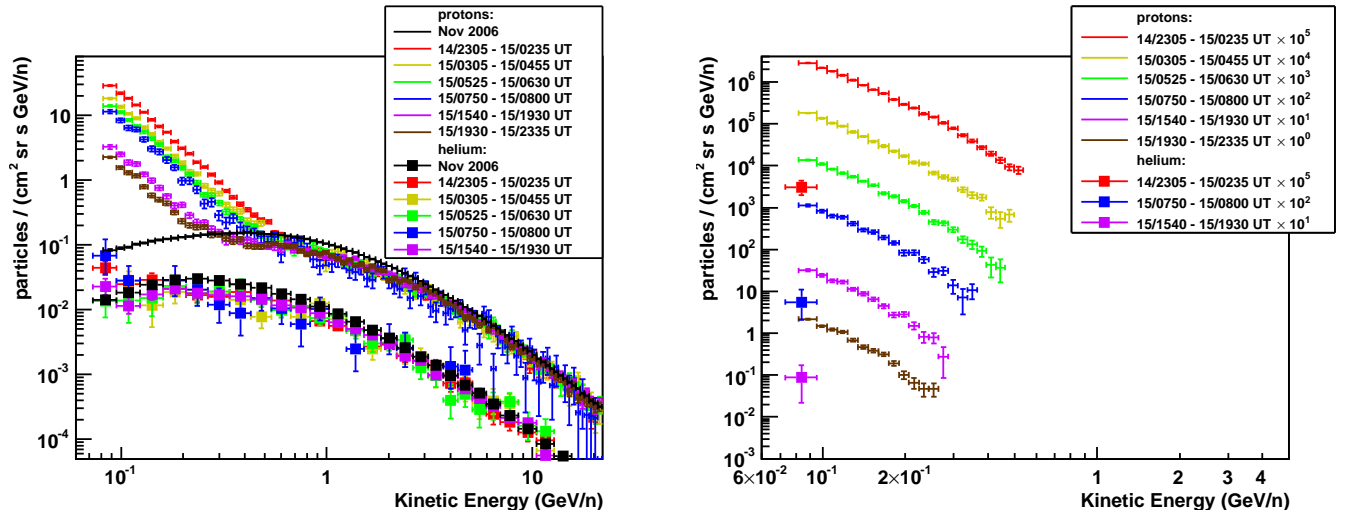 protons:
Nov 2006
14/2305 - 15/0235 UT
15/0305 - 15/0455 UT
15/0525 - 15/0630 UT
15/0750 - 15/0800 UT
15/1540 - 15/1930 UT
15/1930 - 15/2335 UT
helium:
Nov 2006
14/2305 - 15/0235 UT
15/0305 - 15/0455 UT
15/0525 - 15/0630 UT
15/0750 - 15/0800 UT
15/1540 - 15/1930 UT
particles / (cm² sr s GeV/n)
10
1
10⁻¹
10⁻²
10⁻³
10⁻⁴
10⁻¹ 1 10
Kinetic Energy (GeV/n)
protons:
14/2305 - 15/0235 UT × 10⁵
15/0305 - 15/0455 UT × 10⁴
15/0525 - 15/0630 UT × 10³
15/0750 - 15/0800 UT × 10²
15/1540 - 15/1930 UT × 10¹
15/1930 - 15/2335 UT × 10⁰
helium:
14/2305 - 15/0235 UT × 10⁵
15/0750 - 15/0800 UT × 10²
15/1540 - 15/1930 UT × 10¹
particles / (cm² sr s GeV/n)
10⁶
10⁵
10⁴
10³
10²
10
1
10⁻¹
10⁻²
10⁻³
6×10⁻² 10⁻¹ 2×10⁻¹ 1 2 3 4
Kinetic Energy (GeV/n)